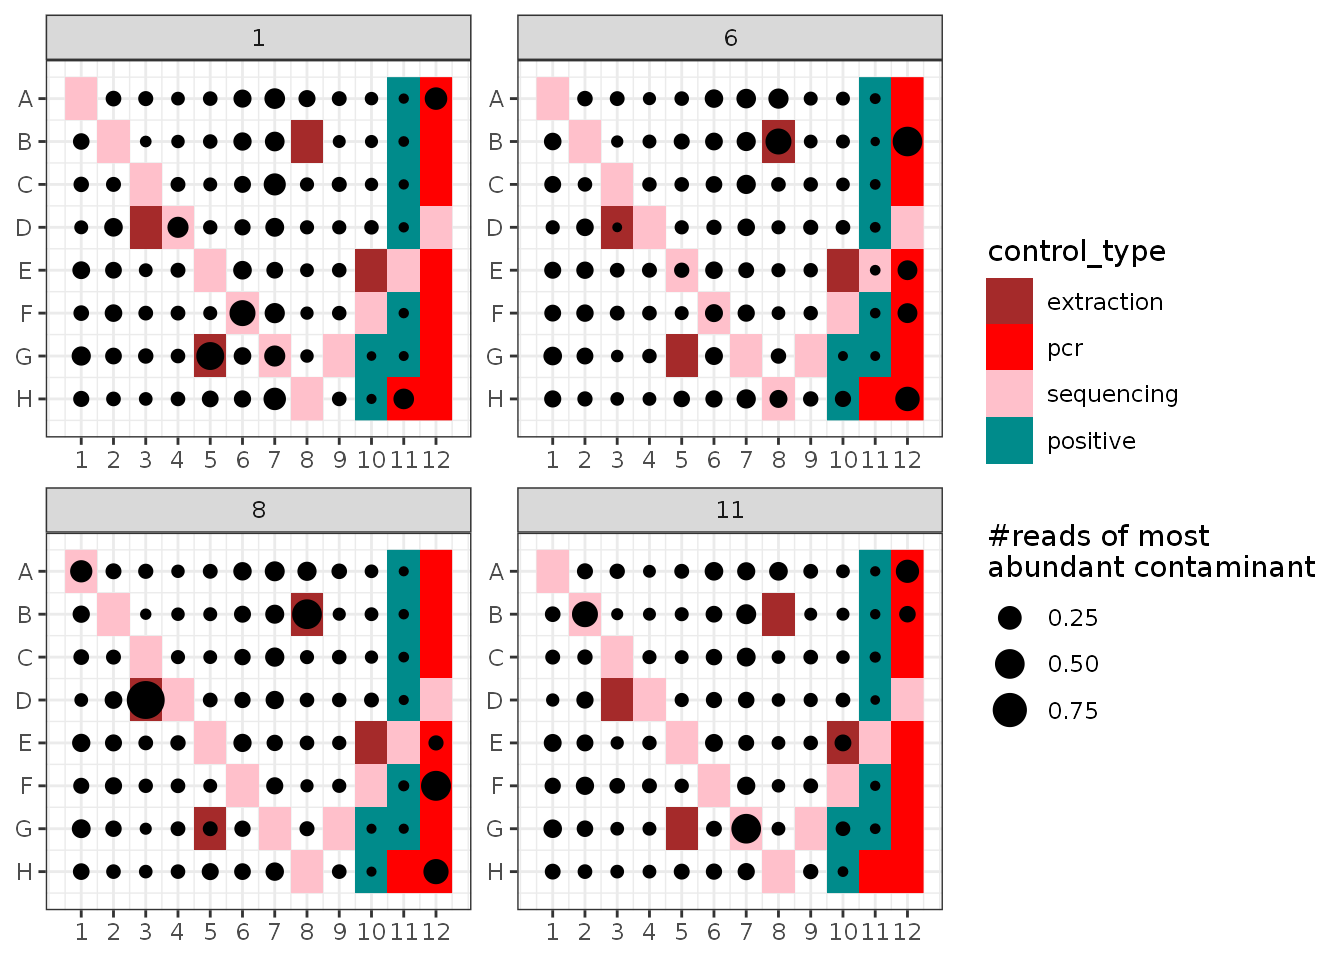 1
6
A
B
C
D
E
F
G
H
1 2 3 4 5 6 7 8 9 10 11 12
A
B
C
D
E
F
G
H
1 2 3 4 5 6 7 8 9 10 11 12
8
11
A
B
C
D
E
F
G
H
1 2 3 4 5 6 7 8 9 10 11 12
A
B
C
D
E
F
G
H
1 2 3 4 5 6 7 8 9 10 11 12
control_type
extraction
pcr
sequencing
positive
#reads of most
abundant contaminant
0.25
0.50
0.75